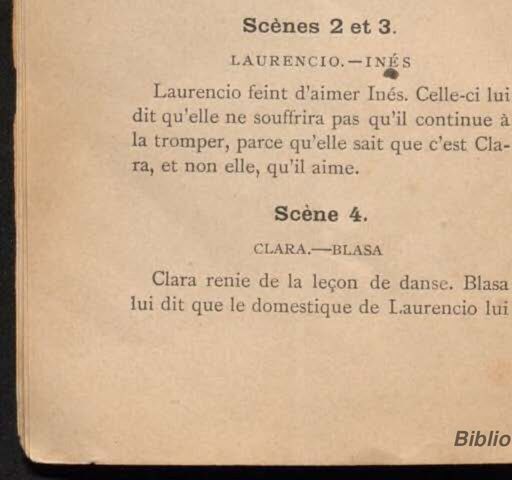 Scènes 2 et 3.
LAURENCIO.—INÉS
Laurencio feint d'aimer Inés. Celle-ci lui
dit qu'elle ne souffrira pas qu'il continue à
la tromper, parce qu'elle sait que c'est Cla-
ra, et non elle, qu'il aime.
Scène 4.
CLARA.—BLASA
Clara renie de la leçon de danse. Blasa
lui dit que le domestique de Laurencio lui
Biblio